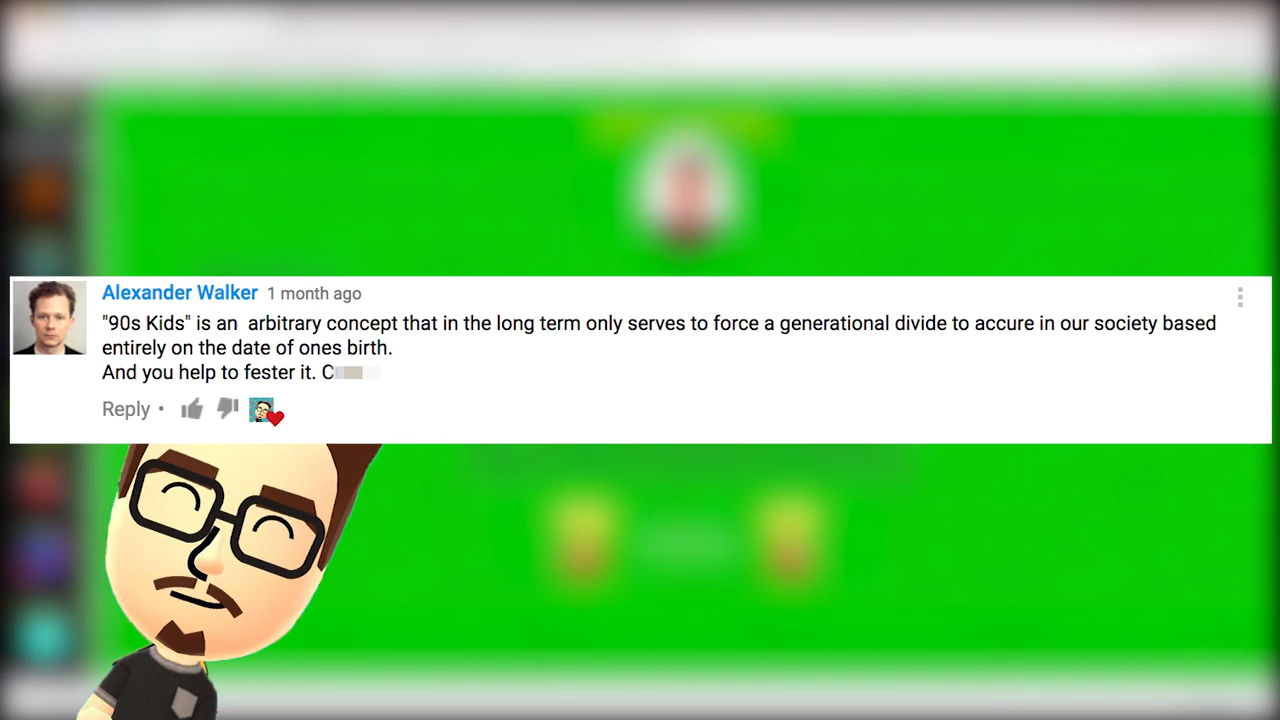 Alexander Walker 1 month ago
"90s Kids" is an arbitrary concept that in the long term only serves to force a generational divide to accure in our society based
entirely on the date of ones birth.
And you help to fester it. C
Reply •